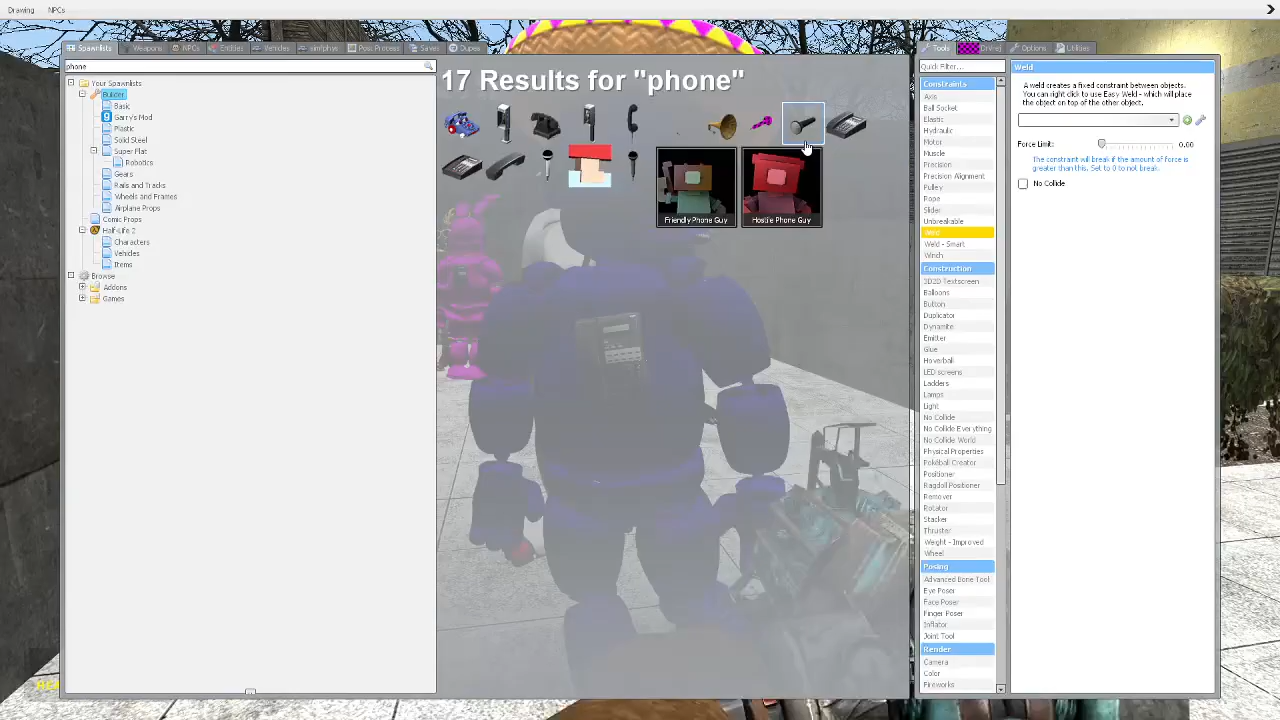 Drawing NPCs
Spawnlists Weapons NPCs Entities Vehicles simfphys Post Process Saves Dupes
phone
Your Spawnlists
Builder
Basic
Garry's Mod
Plastic
Solid Steel
Super Flat
Robotics
Gears
Rails and Tracks
Wheels and Frames
Airplane Props
Comic Props
Half-Life 2
Characters
Vehicles
Items
Browse
Addons
Games
17 Results for "phone"
Friendly Phone Guy
Hostile Phone Guy
Tools Options Utilities
Quick Filter...
Constraints
Axis
Ball Socket
Elastic
Hydraulic
Motor
Muscle
Precision
Precision Alignment
Pulley
Rope
Slider
Unbreakable
Weld
Weld - Smart
Winch
Construction
3D2D Textscreen
Balloons
Button
Duplicator
Dynamite
Emitter
Glue
Hoverball
LED screens
Ladders
Lamps
Light
No Collide
No Collide Everything
No Collide World
Physical Properties
Pokéball Creator
Positioner
Ragdoll Positioner
Remover
Rotator
Stacker
Thruster
Weight - Improved
Wheel
Posing
Advanced Bone Tool
Eye Poser
Face Poser
Finger Poser
Inflator
Joint Tool
Render
Camera
Color
Fireworks
Weld
A weld creates a fixed constraint between objects.
You can right click to use Easy Weld - which will place
the object on top of the other object.
Force Limit: 0.00
The constraint will break if the amount of force is
greater than this. Set to 0 to not break.
No Collide